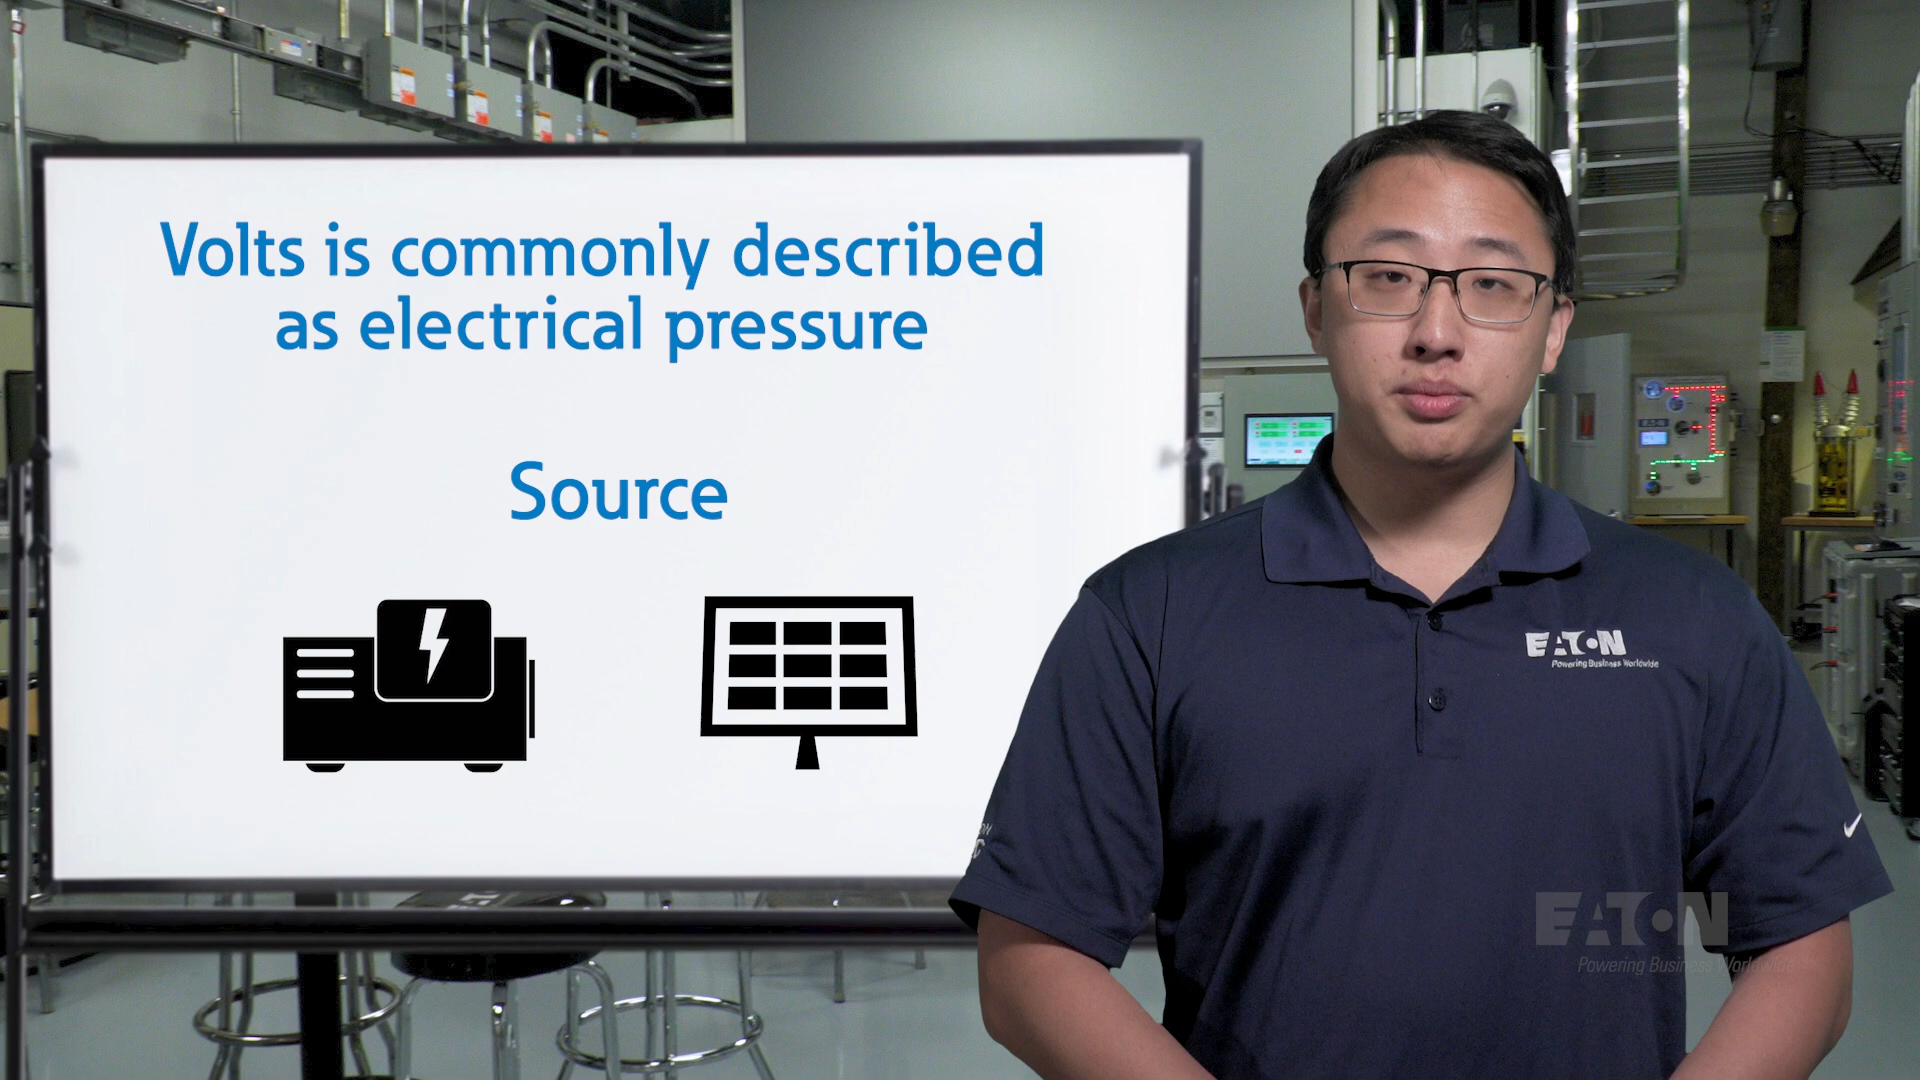 Volts is commonly described
as electrical pressure
Source
EATON
Powering Business Worldwide
EATON
Powering Business Worldwide